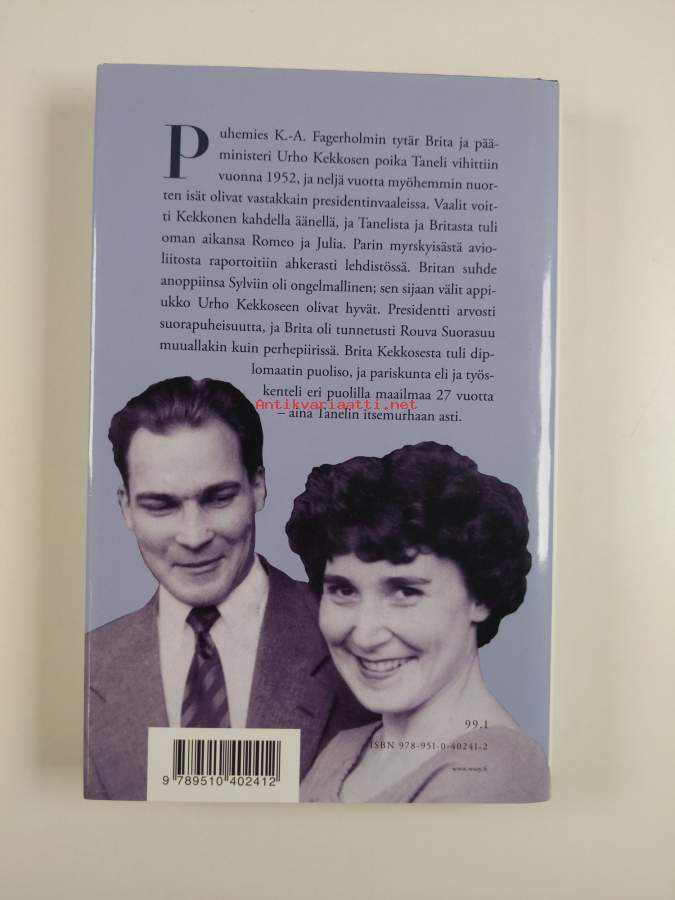 Puhemies K.-A. Fagerholmin tytär Brita ja pää-
ministeri Urho Kekkosen poika Taneli vihittiin
vuonna 1952, ja neljä vuotta myöhemmin nuor-
ten isät olivat vastakkain presidentinvaaleissa. Vaalit voit-
ti Kekkonen kahdella äänellä, ja Tanelista ja Britasta tuli
oman aikansa Romeo ja Julia. Parin myrskyisästä avio-
liitosta raportoitiin ahkerasti lehdistössä. Britan suhde
anoppiinsa Sylviin oli ongelmallinen; sen sijaan välit appi-
ukko Urho Kekkoseen olivat hyvät. Presidentti arvosti
suorapuheisuutta, ja Brita oli tunnetusti Rouva Suorasuu
muuallakin kuin perhepiirissä. Brita Kekkosesta tuli dip-
lomaatin puoliso, ja pariskunta eli ja työs-
kenteli eri puolilla maailmaa 27 vuotta
Antikvariaatti.net
– aina Tanelin itsemurhaan asti.
99.1
ISBN 978-951-0-40241-2
www.wsoy.fi
9 789510 402412